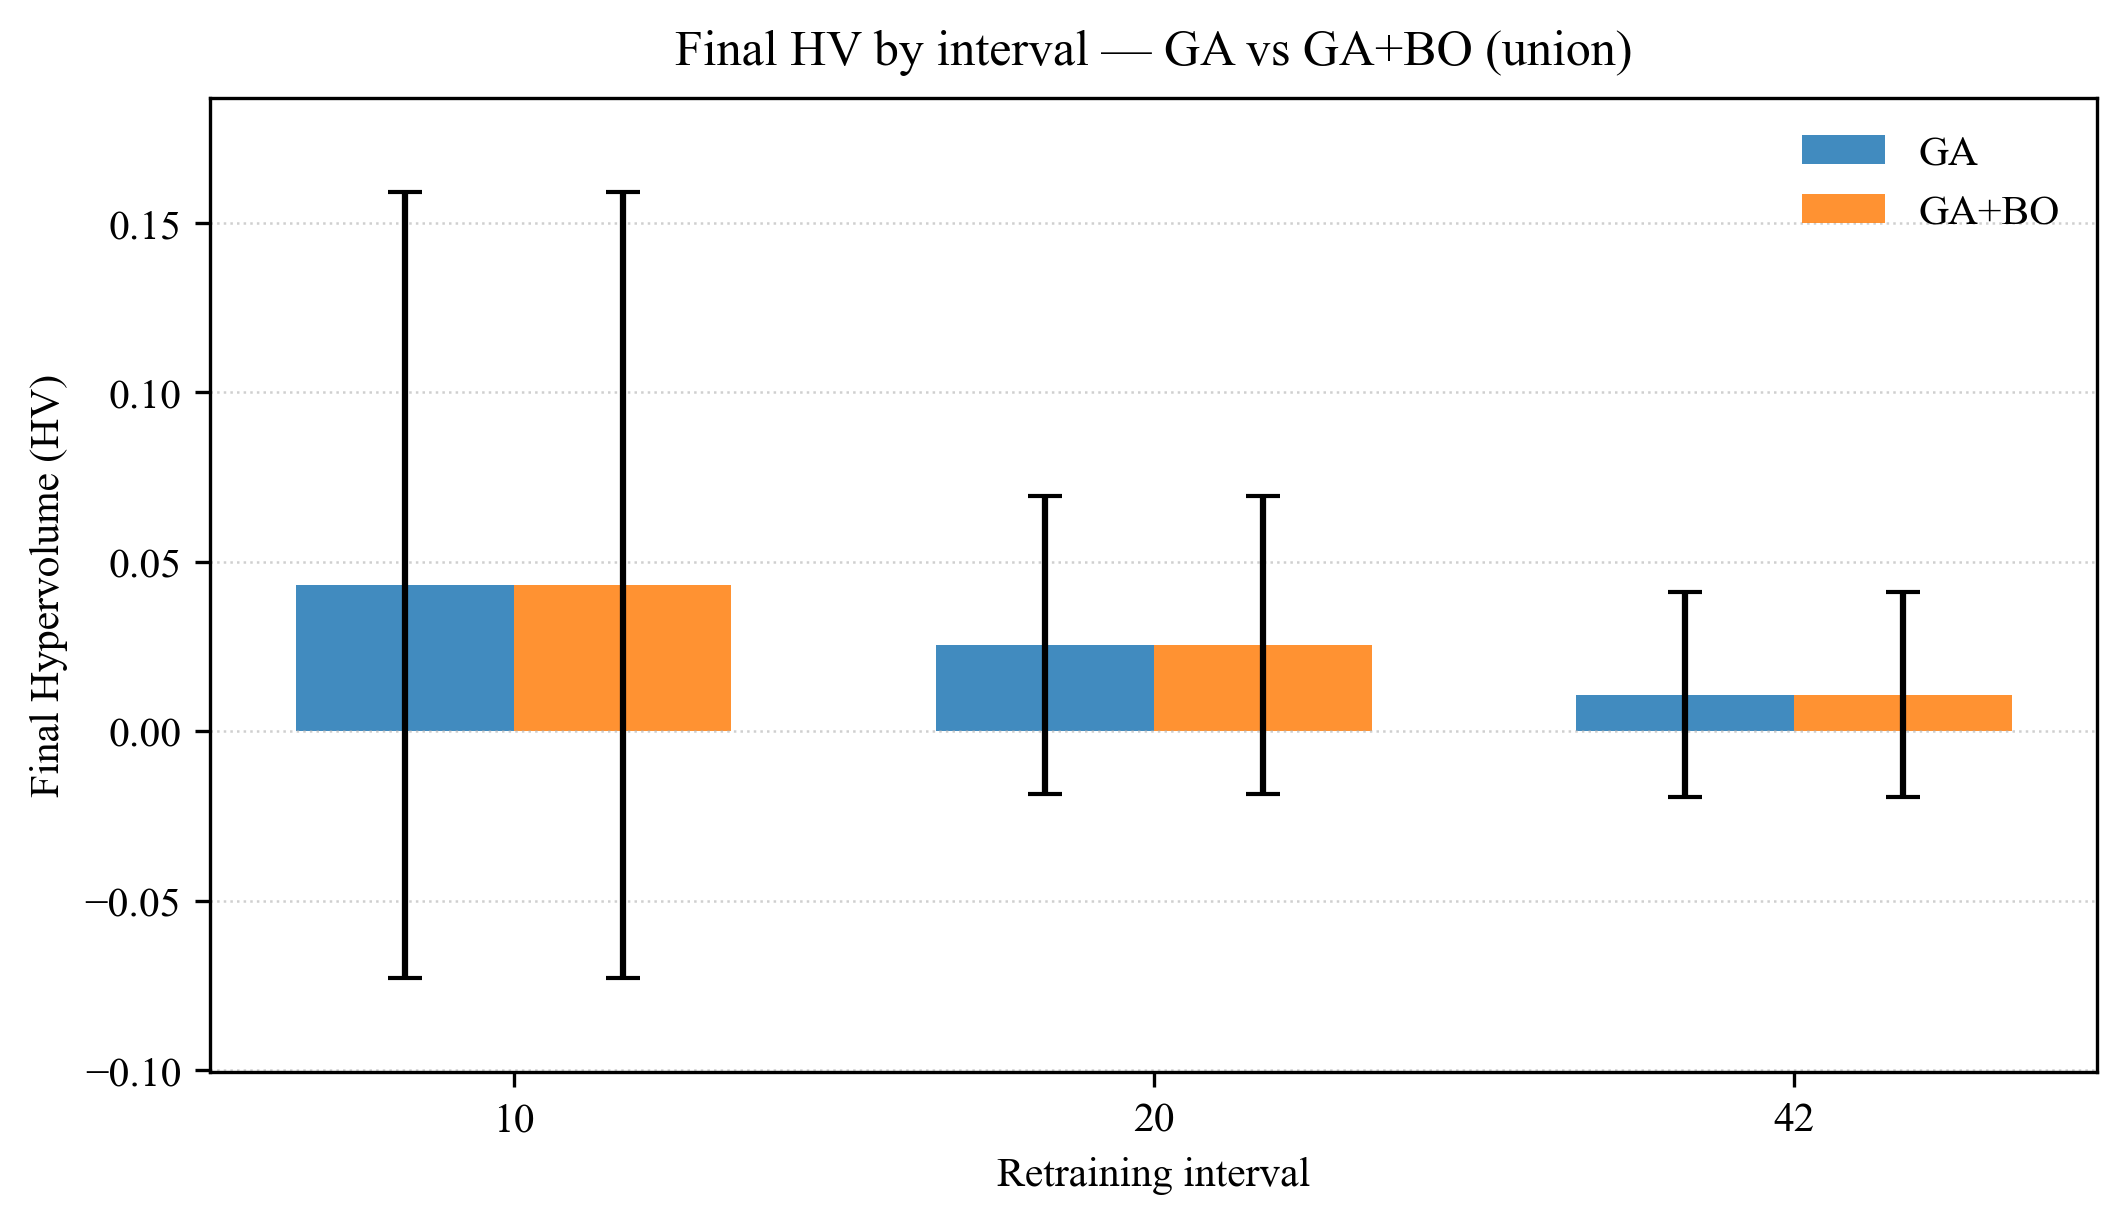 Final HV by interval — GA vs GA+BO (union)
GA
GA+BO
Final Hypervolume (HV)
0.15
0.10
0.05
0.00
−0.05
−0.10
10 20 42
Retraining interval